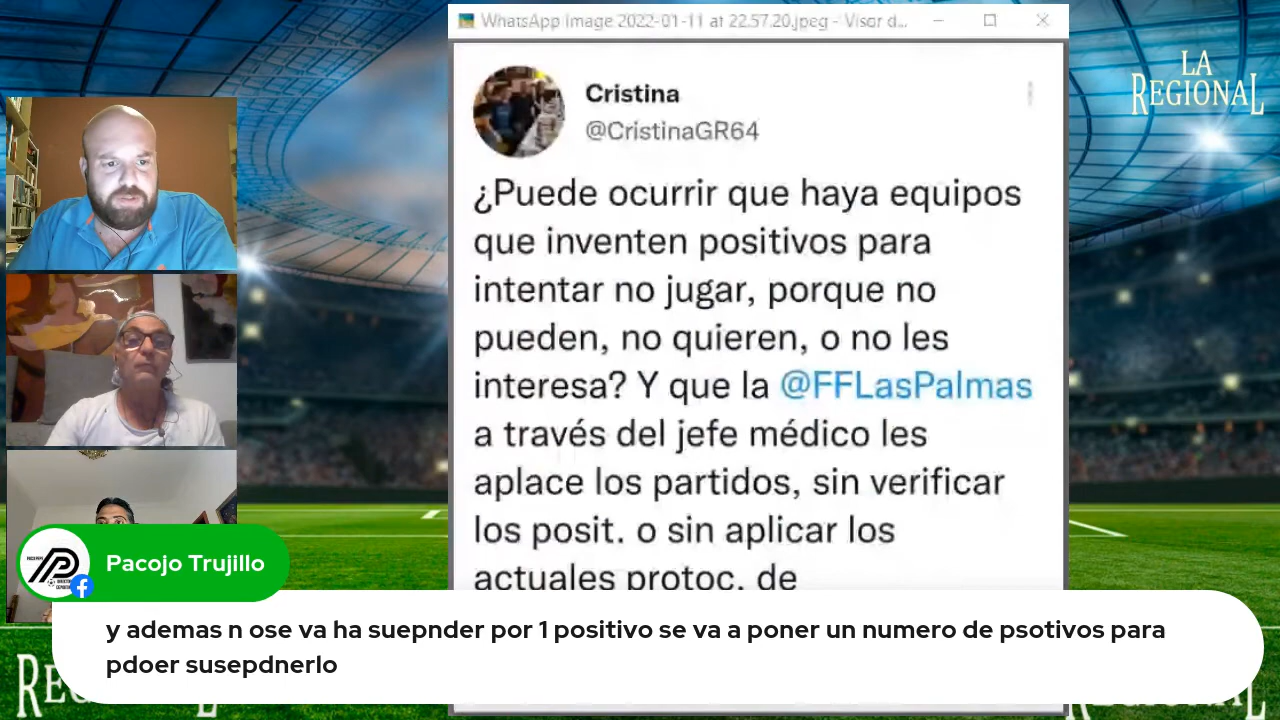 WhatsApp Image 2022-01-11 at 22.57.20.jpeg - Visor d...
LA
REGIONAL
Cristina
@CristinaGR64
¿Puede ocurrir que haya equipos
que inventen positivos para
intentar no jugar, porque no
pueden, no quieren, o no les
interesa? Y que la @FFLasPalmas
a través del jefe médico les
aplace los partidos, sin verificar
los posit. o sin aplicar los
actuales protoc. de
Pacojo Trujillo
y ademas n ose va ha suepnder por 1 positivo se va a poner un numero de psotivos para
pdoer susepdnerlo